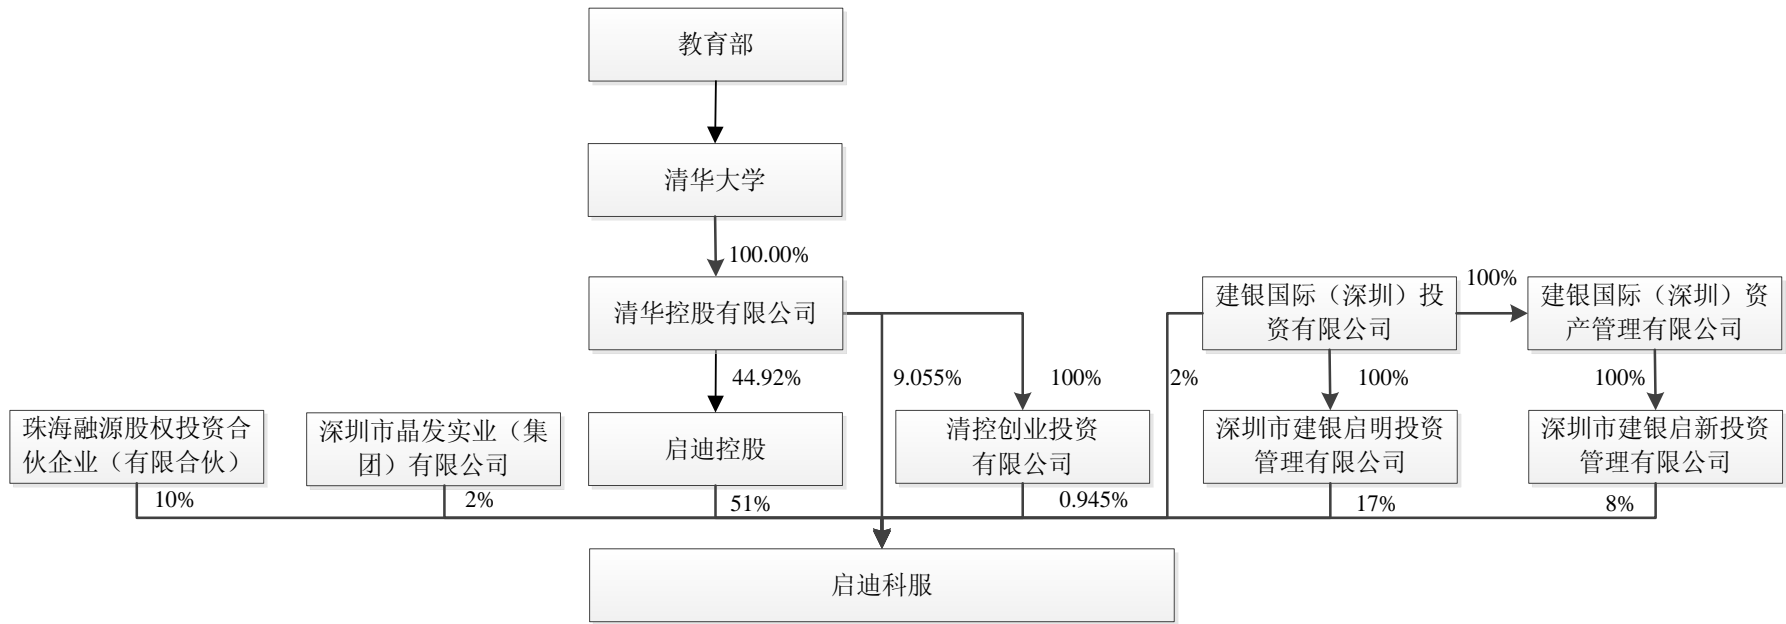 教育部
清华大学
100.00%
清华控股有限公司
建银国际（深圳）投
资有限公司
100%
建银国际（深圳）资
产管理有限公司
44.92%
9.055%
100%
2%
100%
100%
珠海融源股权投资合
伙企业（有限合伙）
深圳市晶发实业（集
团）有限公司
启迪控股
清控创业投资
有限公司
深圳市建银启明投资
管理有限公司
深圳市建银启新投资
管理有限公司
10%
2%
51%
0.945%
17%
8%
启迪科服